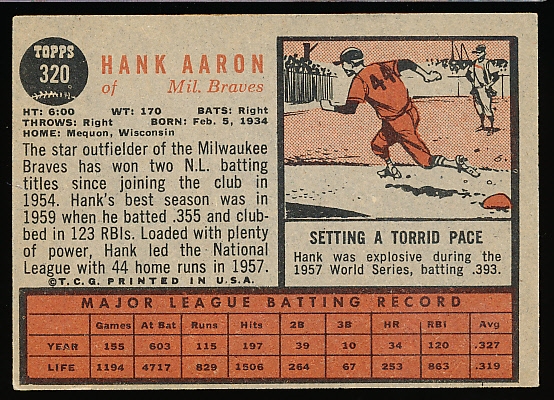 TOPPS
320
HANK AARON
of Mil. Braves
HT: 6:00 WT: 170 BATS: Right
THROWS: Right BORN: Feb. 5, 1934
HOME: Mequon, Wisconsin
The star outfielder of the Milwaukee
Braves has won two N.L. batting
titles since joining the club in
1954. Hank's best season was in
1959 when he batted .355 and club-
bed in 123 RBIs. Loaded with plenty
of power, Hank led the National
League with 44 home runs in 1957.
©T.C.G. PRINTED IN U.S.A.
44
SETTING A TORRID PACE
Hank was explosive during the
1957 World Series, batting .393.
MAJOR LEAGUE BATTING RECORD
Games At Bat Runs Hits 2B 3B HR RBI Avg.
YEAR 155 603 115 197 39 10 34 120 .327
LIFE 1194 4717 829 1506 264 67 253 863 .319